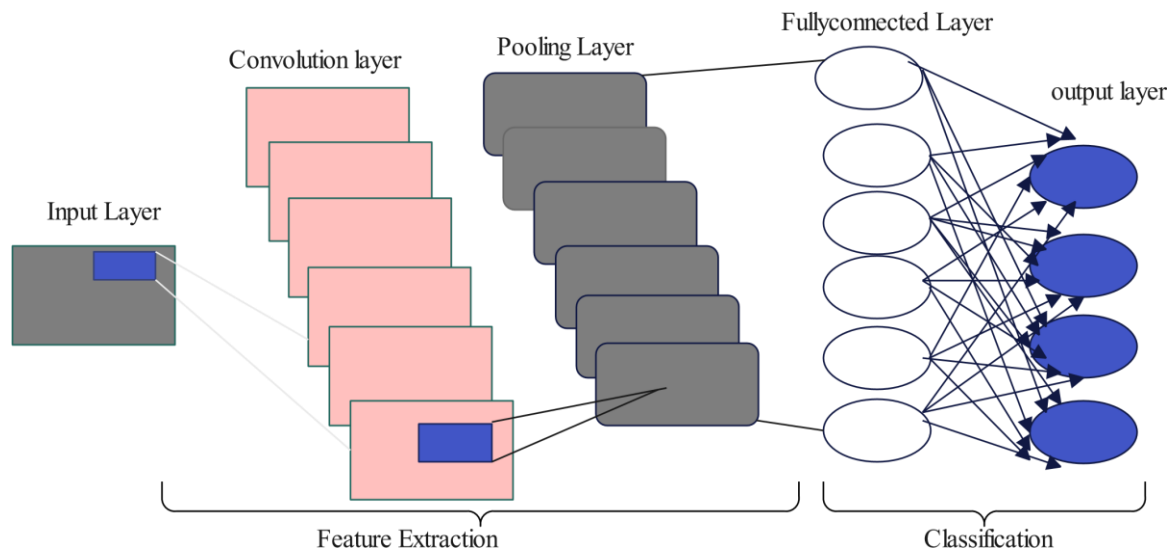 Input Layer
Convolution layer
Pooling Layer
Fullyconnected Layer
output layer
Feature Extraction
Classification